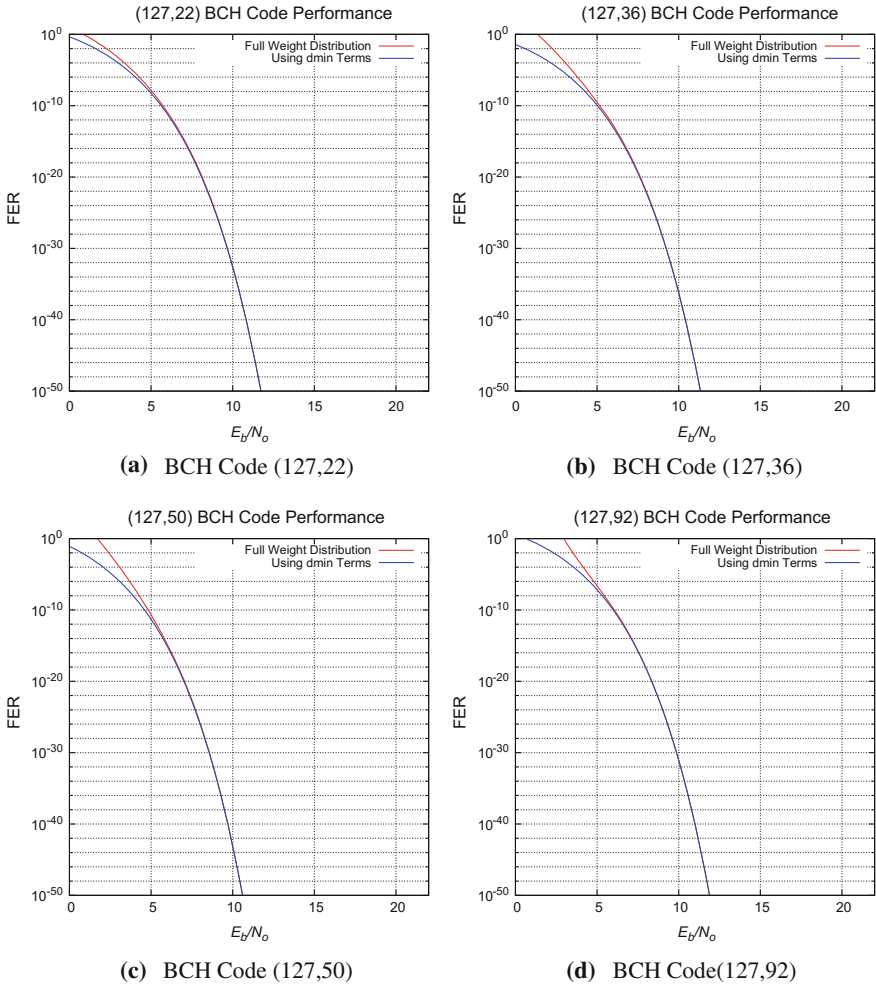 (127,22) BCH Code Performance
Full Weight Distribution
Using dmin Terms
10^0
10^-10
10^-20
10^-30
10^-40
10^-50
FER
0 5 10 15 20
E_b/N_o
(a) BCH Code (127,22)
(127,36) BCH Code Performance
Full Weight Distribution
Using dmin Terms
10^0
10^-10
10^-20
10^-30
10^-40
10^-50
FER
0 5 10 15 20
E_b/N_o
(b) BCH Code (127,36)
(127,50) BCH Code Performance
Full Weight Distribution
Using dmin Terms
10^0
10^-10
10^-20
10^-30
10^-40
10^-50
FER
0 5 10 15 20
E_b/N_o
(c) BCH Code (127,50)
(127,92) BCH Code Performance
Full Weight Distribution
Using dmin Terms
10^0
10^-10
10^-20
10^-30
10^-40
10^-50
FER
0 5 10 15 20
E_b/N_o
(d) BCH Code(127,92)